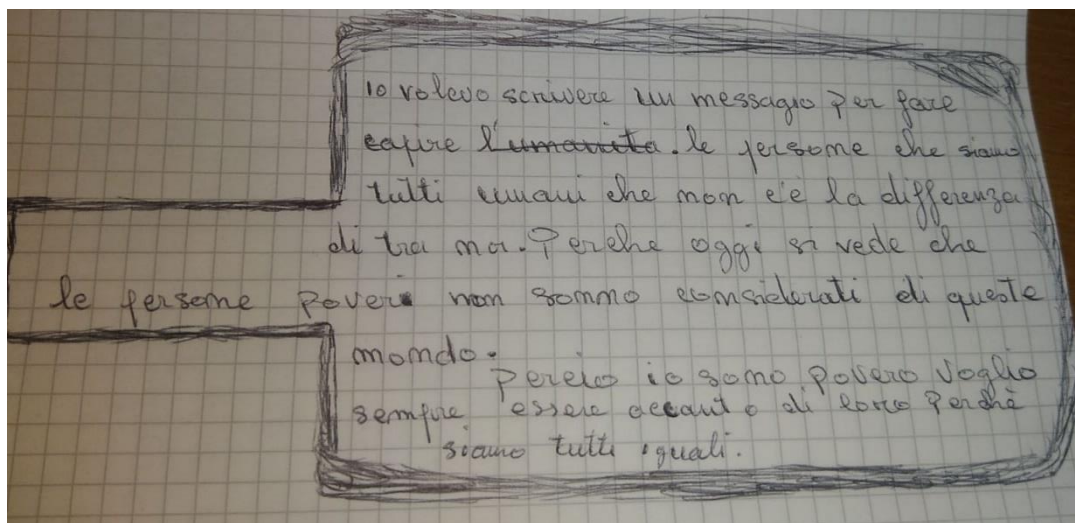 io volevo scrivere un messagio per fare
capire l'umanita. le persone che siamo
tutti umani che non c'è la differenza
di tra noi. Perche oggi si vede che
le persone poveri non sonno considerati di queste
mondo.
Percio io sono povero voglio
sempre essere accanto di loro perchè
siamo tutti iguali.